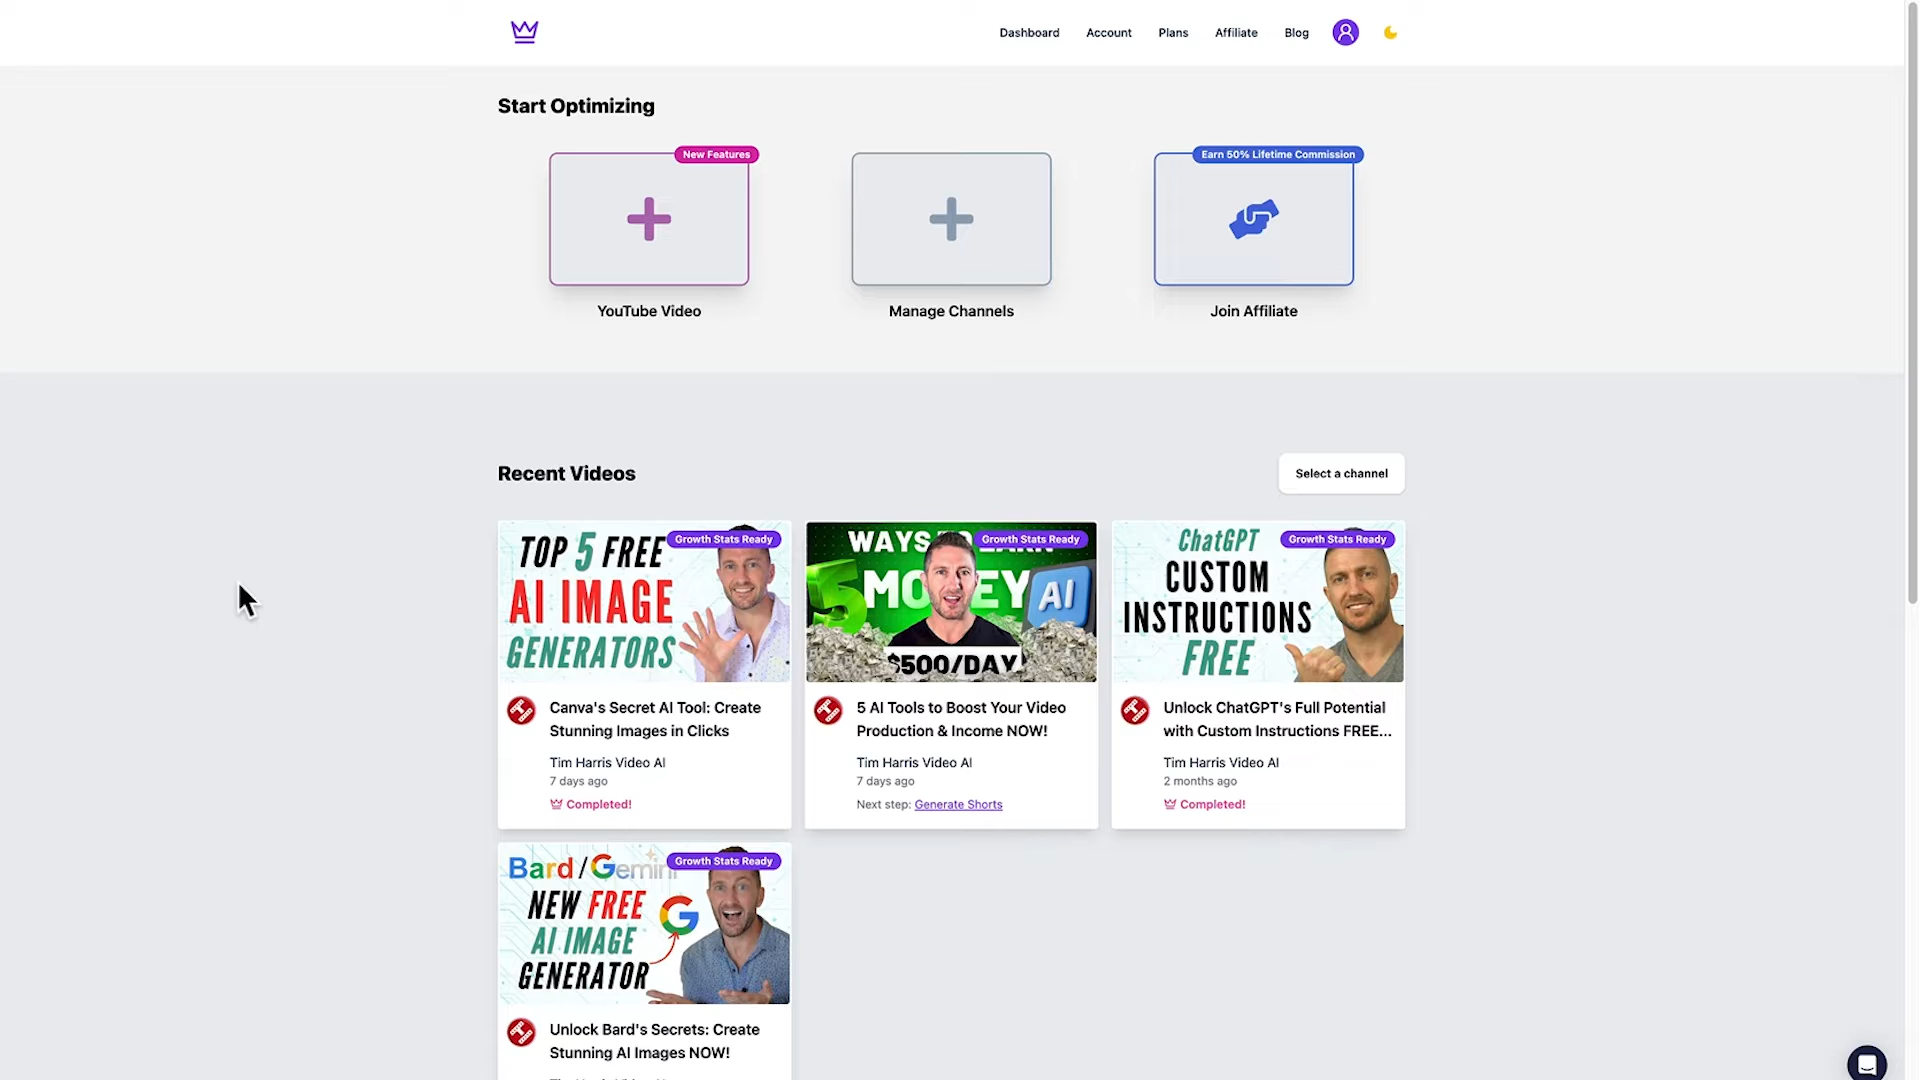 Dashboard
Account
Plans
Affiliate
Blog
Start Optimizing
New Features
Earn 50% Lifetime Commission
YouTube Video
Manage Channels
Join Affiliate
Recent Videos
Select a channel
TOP 5 FREE
AI IMAGE
GENERATORS
Growth Stats Ready
Canva's Secret AI Tool: Create
Stunning Images in Clicks
Tim Harris Video AI
7 days ago
Completed!
WAYS
5 MONEY
AI
$500/DAY
Growth Stats Ready
5 AI Tools to Boost Your Video
Production & Income NOW!
Tim Harris Video AI
7 days ago
Next step: Generate Shorts
ChatGPT
CUSTOM
INSTRUCTIONS
FREE
Growth Stats Ready
Unlock ChatGPT's Full Potential
with Custom Instructions FREE...
Tim Harris Video AI
2 months ago
Completed!
Bard/Gemini
NEW FREE
AI IMAGE
GENERATOR
G
Growth Stats Ready
Unlock Bard's Secrets: Create
Stunning AI Images NOW!